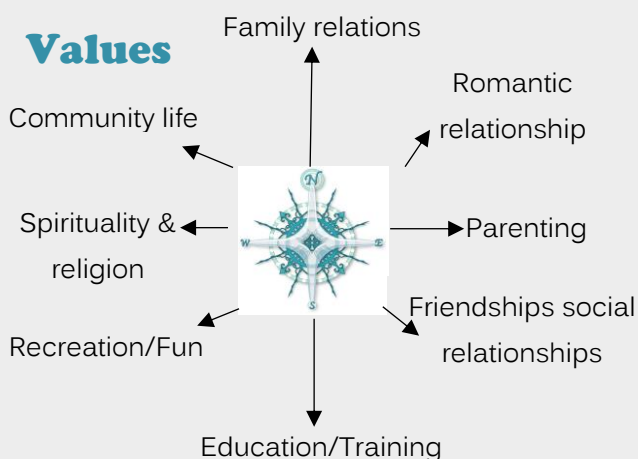 Values
Family relations
Romantic
relationship
Community life
N
Spirituality &
religion
W
E
Parenting
S
Friendships social
relationships
Recreation/Fun
Education/Training